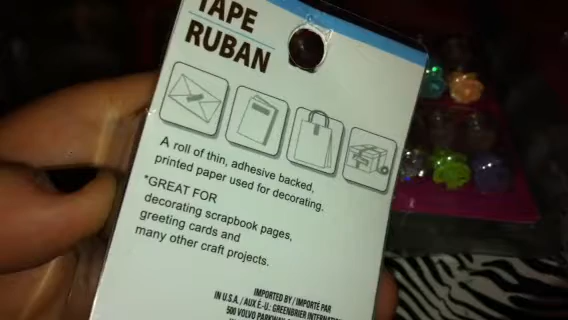 TAPE
RUBAN
A roll of thin, adhesive backed,
printed paper used for decorating.
*GREAT FOR
decorating scrapbook pages,
greeting cards and
many other craft projects.
IMPORTED BY / IMPORTÉ PAR
IN U.S.A. / AUX É.-U.: GREENBRIER
500 VOLVO PARKWAY